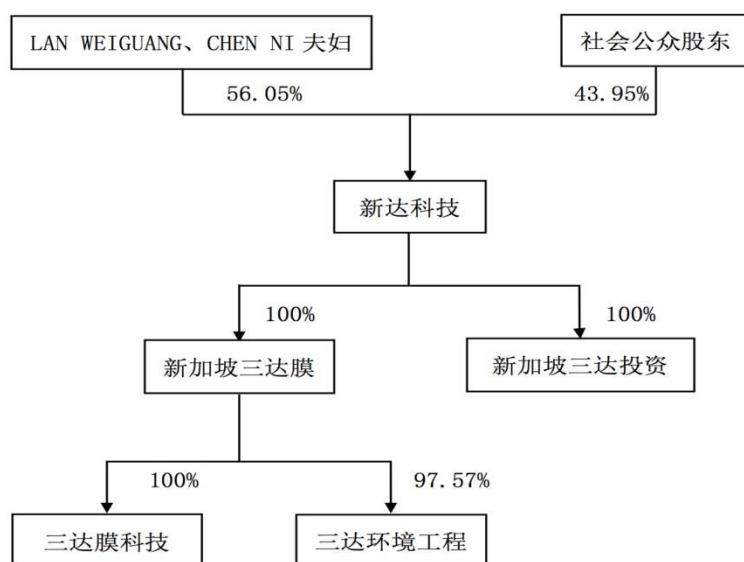 LAN WEIGUANG、CHEN NI 夫妇
社会公众股东
56.05%
43.95%
新达科技
100%
100%
新加坡三达膜
新加坡三达投资
100%
97.57%
三达膜科技
三达环境工程